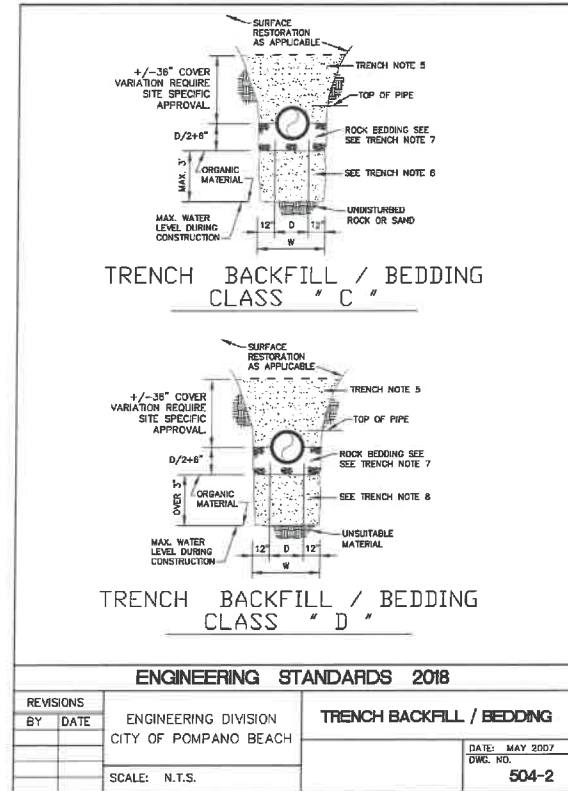 SURFACE
RESTORATION
AS APPLICABLE
+/-36" COVER
VARIATION REQUIRE
SITE SPECIFIC
APPROVAL.
TRENCH NOTE 5
TOP OF PIPE
D/2+6"
ROCK BEDDING SEE
SEE TRENCH NOTE 7
MAX. 3'
ORGANIC
MATERIAL
SEE TRENCH NOTE 6
MAX. WATER
LEVEL DURING
CONSTRUCTION
12" D 12"
W
UNDISTURBED
ROCK OR SAND
TRENCH BACKFILL / BEDDING
CLASS " C "
SURFACE
RESTORATION
AS APPLICABLE
+/-36" COVER
VARIATION REQUIRE
SITE SPECIFIC
APPROVAL.
TRENCH NOTE 5
TOP OF PIPE
D/2+6"
ROCK BEDDING SEE
SEE TRENCH NOTE 7
OVER 3'
ORGANIC
MATERIAL
SEE TRENCH NOTE 8
MAX. WATER
LEVEL DURING
CONSTRUCTION
12" D 12"
W
UNSUITABLE
MATERIAL
TRENCH BACKFILL / BEDDING
CLASS " D "
ENGINEERING STANDARDS 2018
REVISIONS
BY DATE
ENGINEERING DIVISION
CITY OF POMPANO BEACH
SCALE: N.T.S.
TRENCH BACKFILL / BEDDING
DATE: MAY 2007
DWG. NO.
504-2